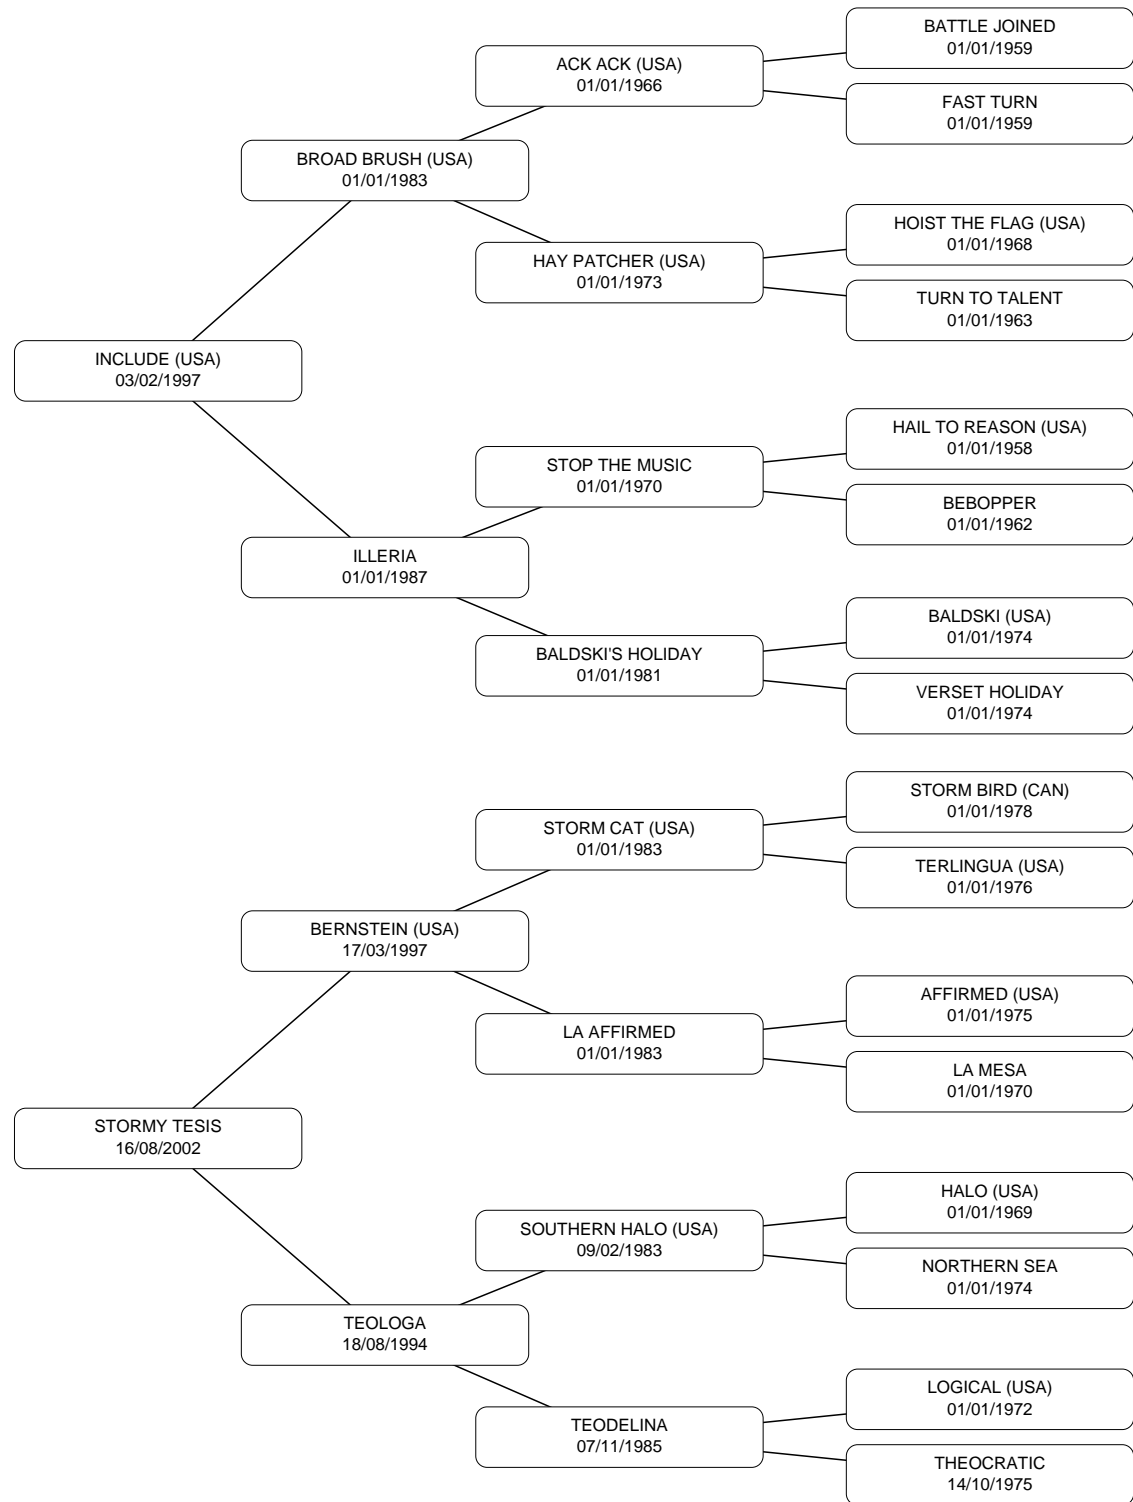 BATTLE JOINED
01/01/1959
ACK ACK (USA)
01/01/1966
FAST TURN
01/01/1959
BROAD BRUSH (USA)
01/01/1983
HOIST THE FLAG (USA)
01/01/1968
HAY PATCHER (USA)
01/01/1973
TURN TO TALENT
01/01/1963
INCLUDE (USA)
03/02/1997
HAIL TO REASON (USA)
01/01/1958
STOP THE MUSIC
01/01/1970
BEBOPPER
01/01/1962
ILLERIA
01/01/1987
BALDSKI (USA)
01/01/1974
BALDSKI'S HOLIDAY
01/01/1981
VERSET HOLIDAY
01/01/1974
STORM BIRD (CAN)
01/01/1978
STORM CAT (USA)
01/01/1983
TERLINGUA (USA)
01/01/1976
BERNSTEIN (USA)
17/03/1997
AFFIRMED (USA)
01/01/1975
LA AFFIRMED
01/01/1983
LA MESA
01/01/1970
STORMY TESIS
16/08/2002
HALO (USA)
01/01/1969
SOUTHERN HALO (USA)
09/02/1983
NORTHERN SEA
01/01/1974
TEOLOGA
18/08/1994
LOGICAL (USA)
01/01/1972
TEODELINA
07/11/1985
THEOCRATIC
14/10/1975